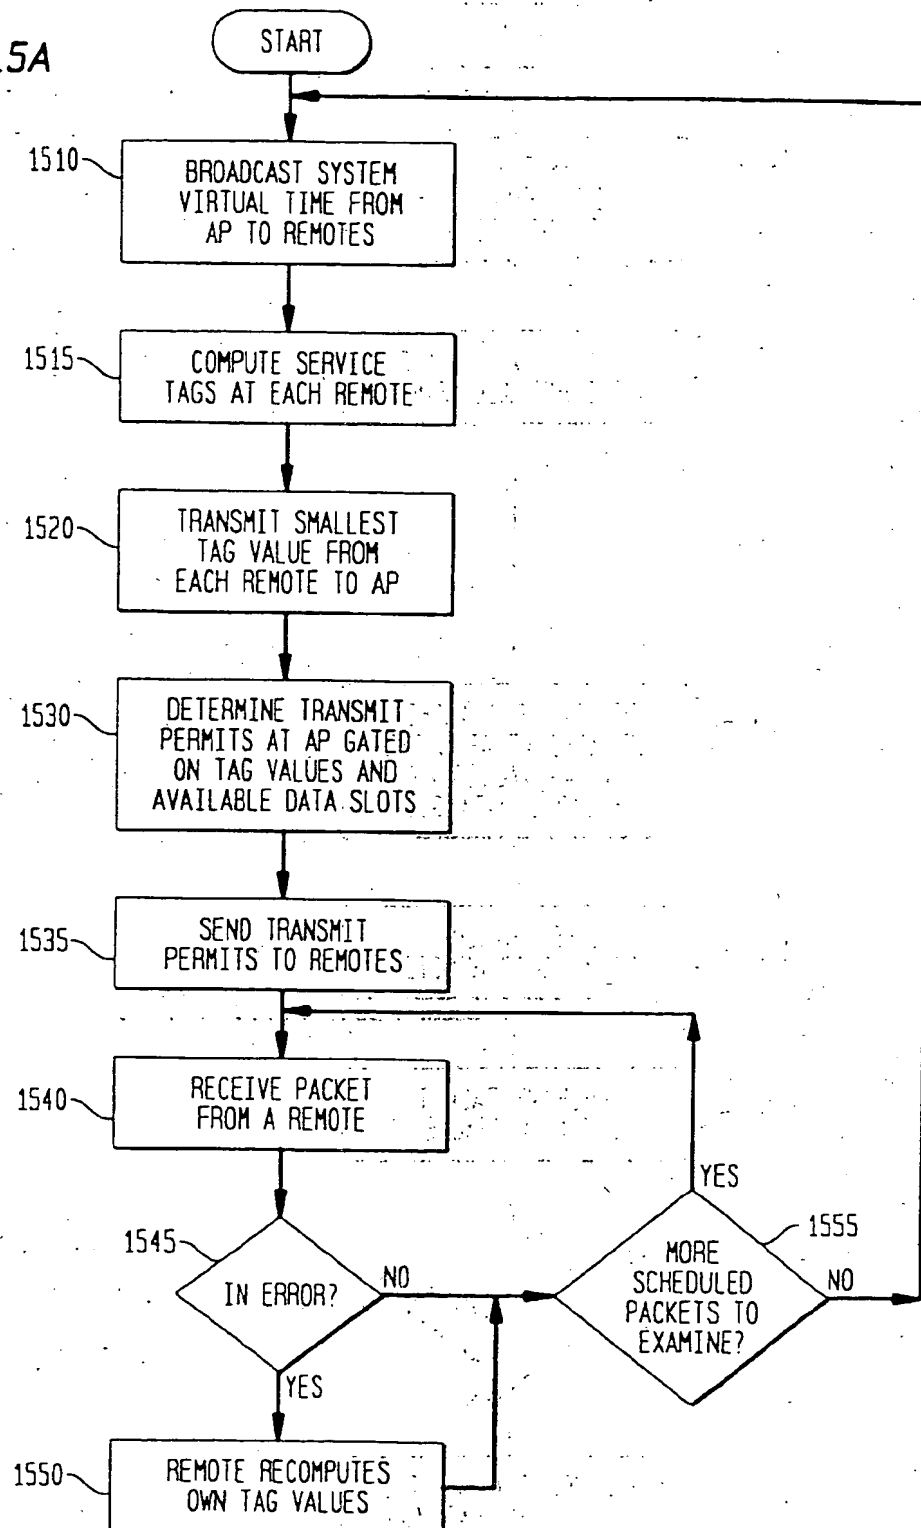 .5A
START
1510
BROADCAST SYSTEM
VIRTUAL TIME FROM
AP TO REMOTES
1515
COMPUTE SERVICE
TAGS AT EACH REMOTE
1520
TRANSMIT SMALLEST
TAG VALUE FROM
EACH REMOTE TO AP
1530
DETERMINE TRANSMIT
PERMITS AT AP GATED
ON TAG VALUES AND
AVAILABLE DATA SLOTS
1535
SEND TRANSMIT
PERMITS TO REMOTES
1540
RECEIVE PACKET
FROM A REMOTE
1545
IN ERROR?
NO
YES
1550
REMOTE RECOMPUTES
OWN TAG VALUES
YES
1555
MORE
SCHEDULED
PACKETS TO
EXAMINE?
NO